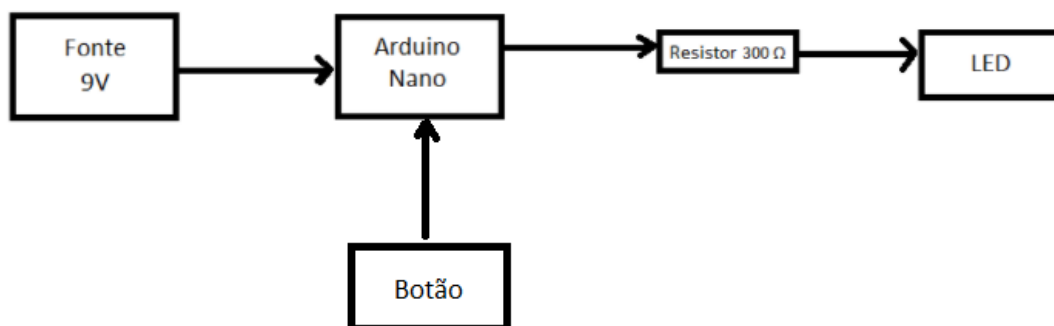 Fonte
9V
Arduino
Nano
Resistor 300 Ω
LED
Botão